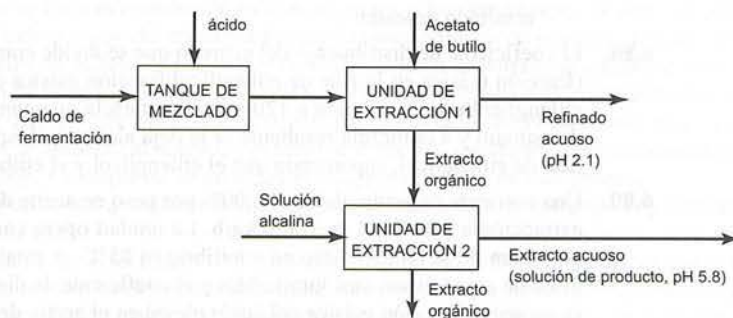 ácido
Acetato
de butilo
TANQUE DE
MEZCLADO
UNIDAD DE
EXTRACCIÓN 1
Caldo de
fermentación
Refinado
acuoso
(pH 2.1)
Extracto
orgánico
Solución
alcalina
UNIDAD DE
EXTRACCIÓN 2
Extracto acuoso
(solución de producto, pH 5.8)
Extracto
orgánico